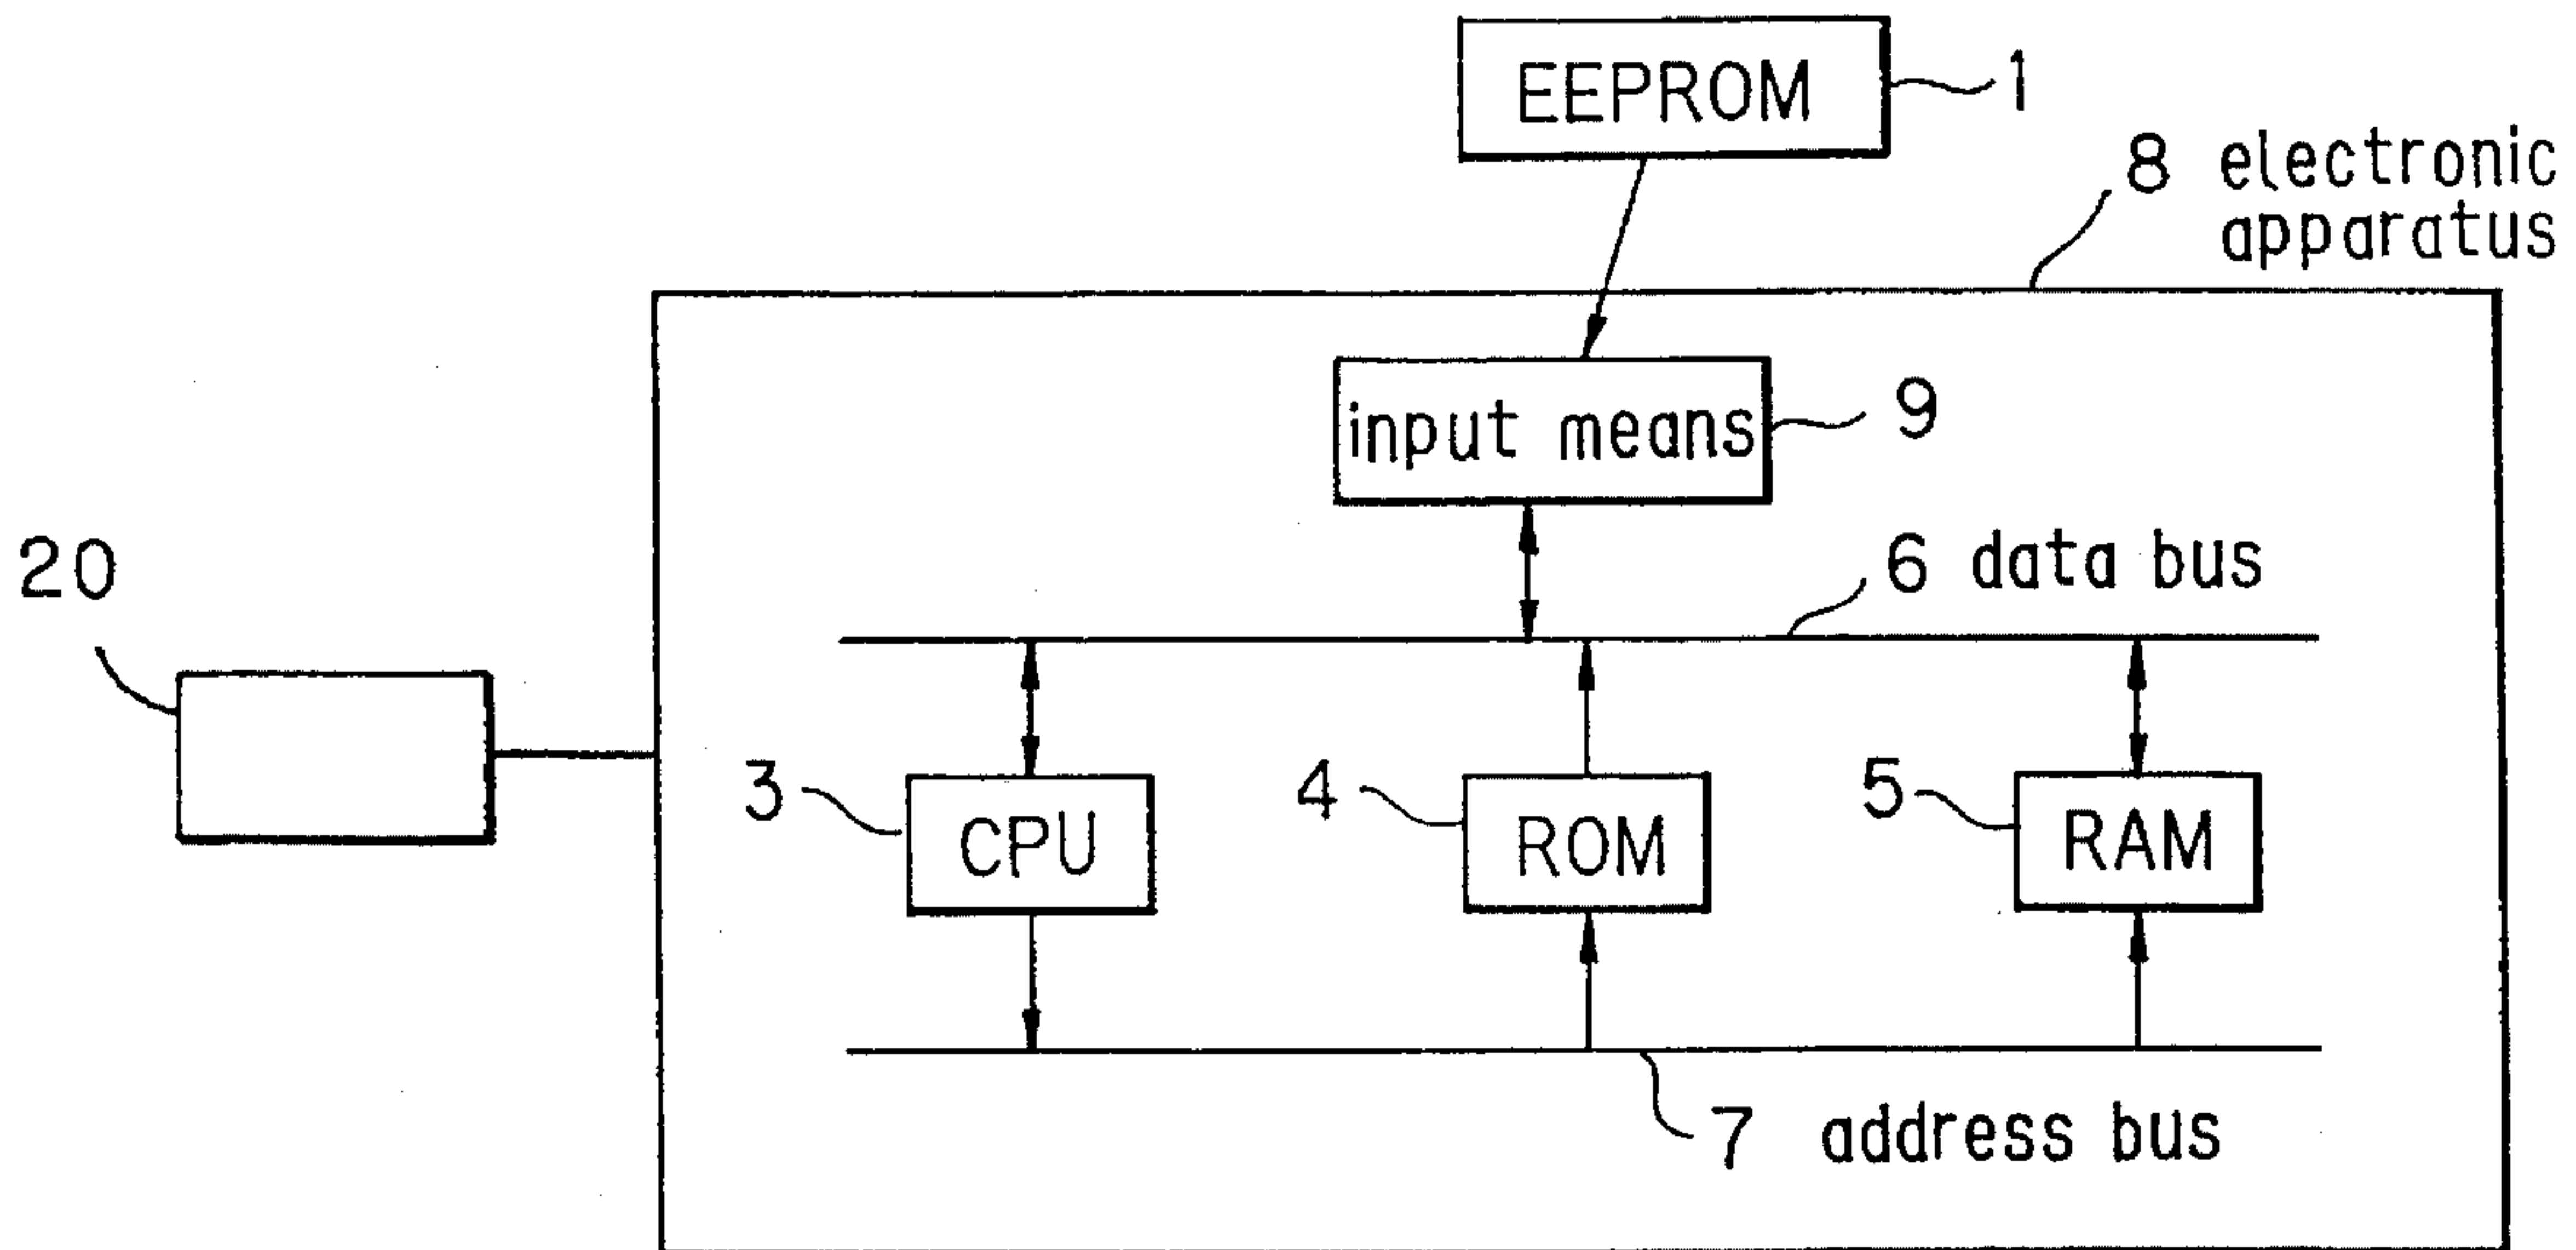 EEPROM
1
8 electronic
apparatus
input means
9
6 data bus
20
3
CPU
4
ROM
5
RAM
7 address bus